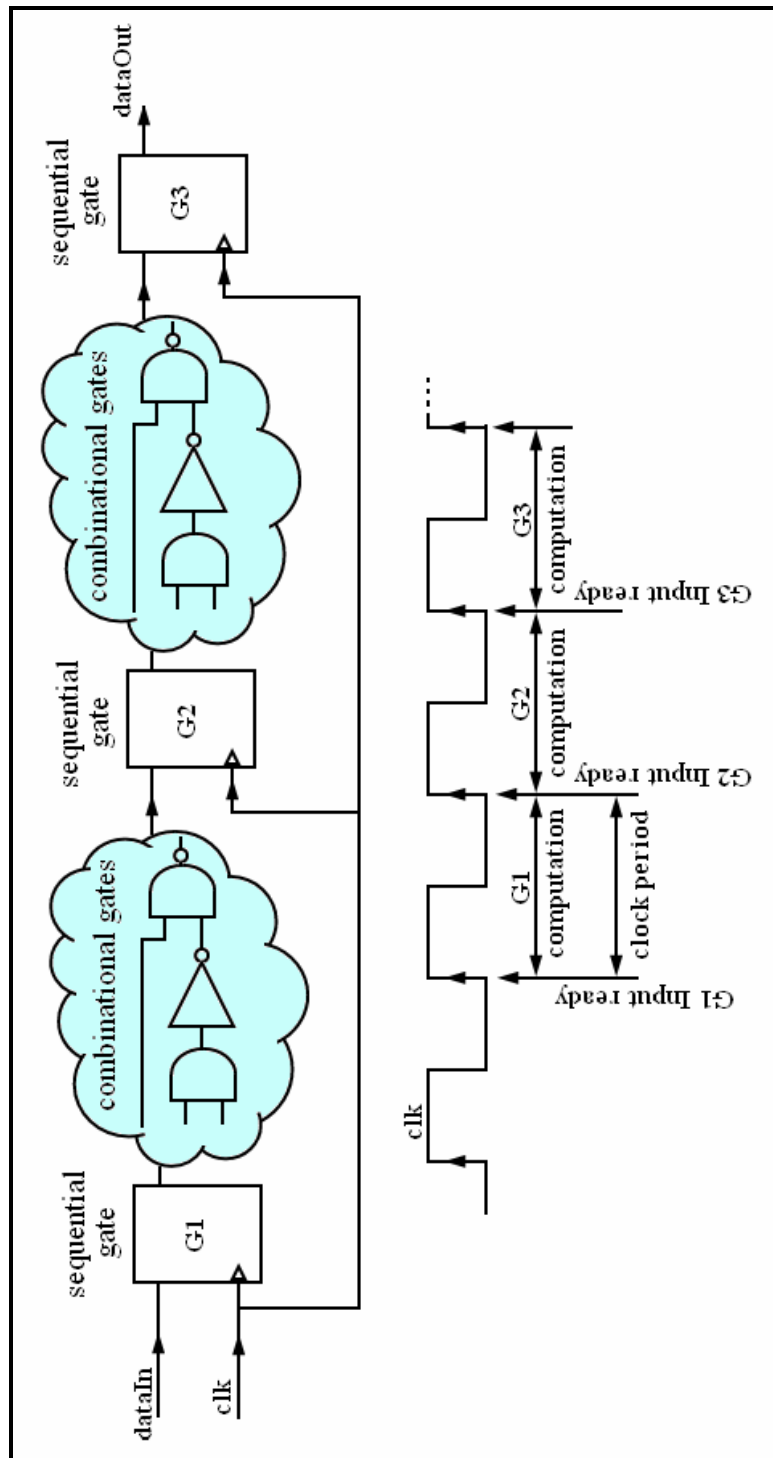 sequential
gate
G1
dataIn
clk
combinational gates
sequential
gate
G2
combinational gates
sequential
gate
G3
dataOut
clk
G1
computation
G2
computation
G3
computation
clock period
G1 Input ready
G2 Input ready
G3 Input ready